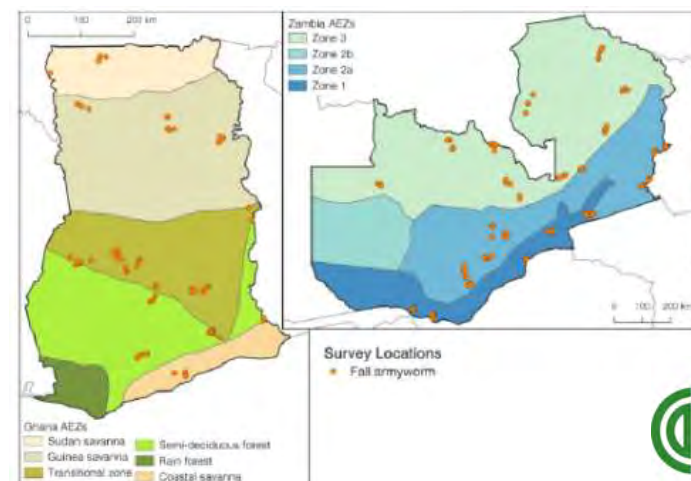 0 100 200 km
Zambia AEZs
Zone 3
Zone 2b
Zone 2a
Zone 1
0 100 200 km
Survey Locations
Fall armyworm
Ghana AEZs
Sudan savanna
Guinea savanna
Transitional zone
Semi-deciduous forest
Rain forest
Coastal savanna